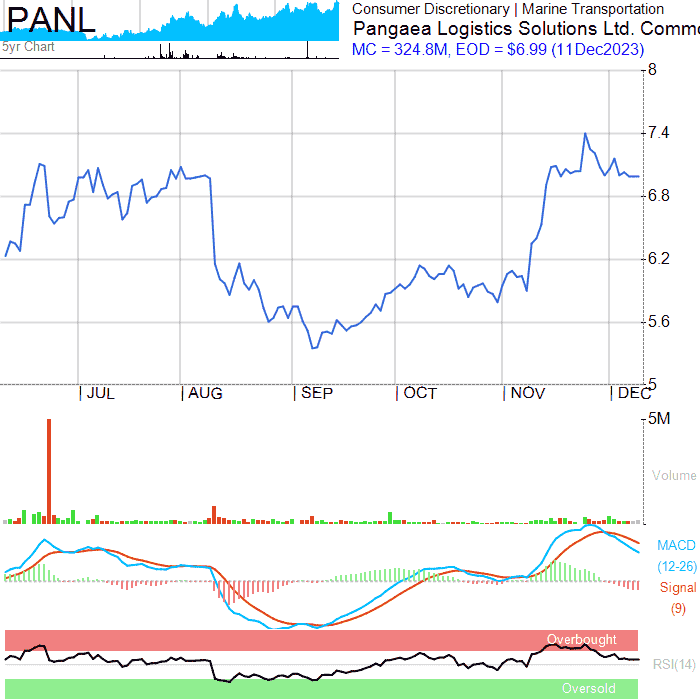 PANL
5yr Chart
Consumer Discretionary | Marine Transportation
Pangaea Logistics Solutions Ltd. Commo
MC = 324.8M, EOD = $6.99 (11Dec2023)
8
7.4
6.8
6.2
5.6
5
JUL AUG SEP OCT NOV DEC
5M
Volume
MACD
(12-26)
Signal
(9)
Overbought
RSI(14)
Oversold